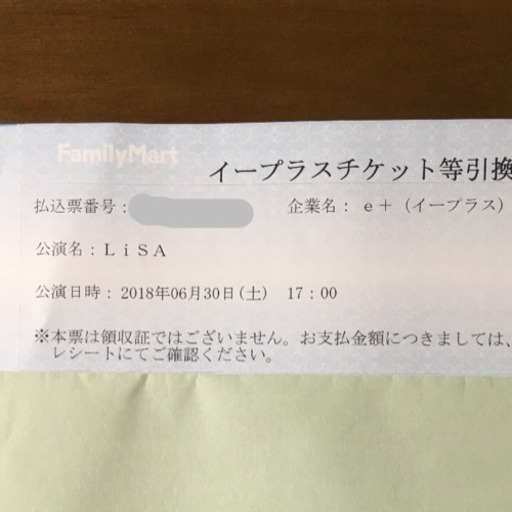 FamilyMart
イープラスチケット等引換
払込票番号：
企業名： ｅ＋（イープラス）
公演名：ＬｉＳＡ
公演日時：2018年06月30日(土) 17：00
※本票は領収証ではございません。お支払金額につきましては、
レシートにてご確認ください。